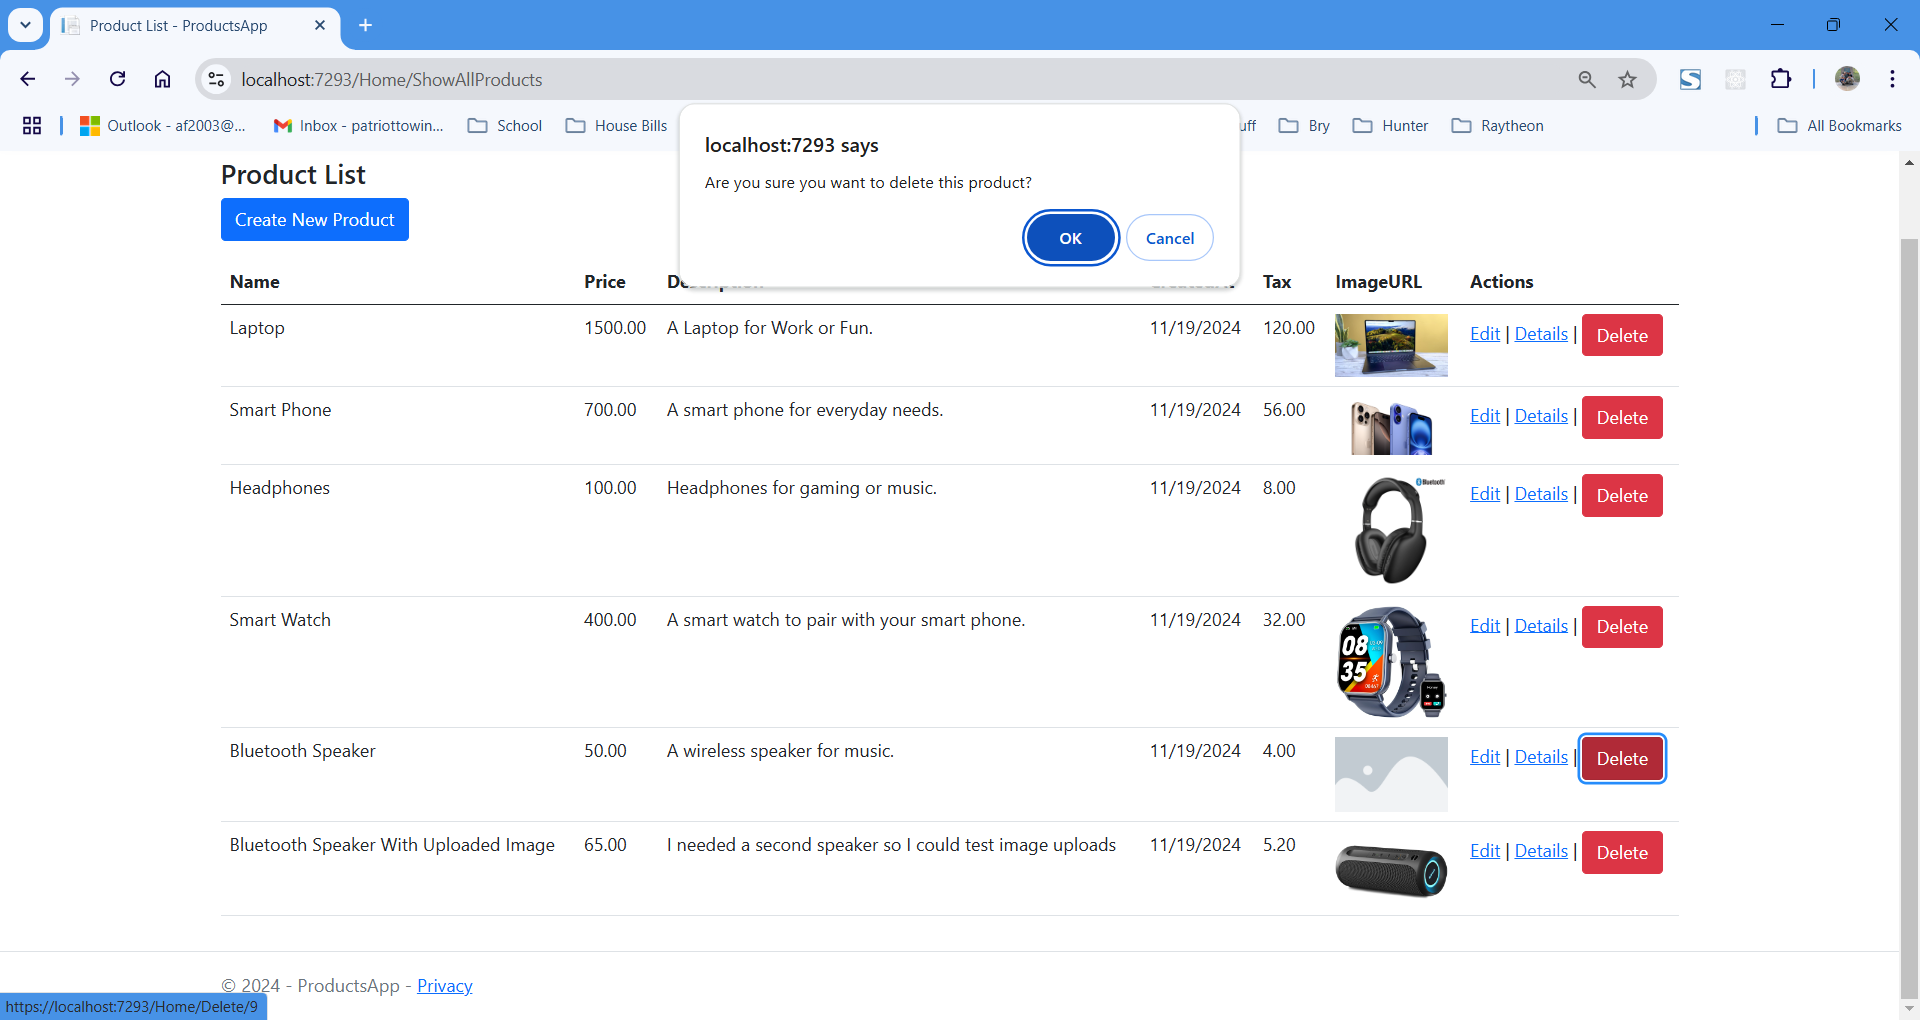 Product List - ProductsApp
localhost:7293/Home/ShowAllProducts
Outlook - af2003@...
Inbox - patriottowin...
School
House Bills
Bry
Hunter
Raytheon
All Bookmarks
localhost:7293 says
Are you sure you want to delete this product?
OK
Cancel
Product List
Create New Product
Name Price Description Tax ImageURL Actions
Laptop 1500.00 A Laptop for Work or Fun. 11/19/2024 120.00 Edit | Details | Delete
Smart Phone 700.00 A smart phone for everyday needs. 11/19/2024 56.00 Edit | Details | Delete
Headphones 100.00 Headphones for gaming or music. 11/19/2024 8.00 Bluetooth Edit | Details | Delete
Smart Watch 400.00 A smart watch to pair with your smart phone. 11/19/2024 32.00 08 35 Edit | Details | Delete
Bluetooth Speaker 50.00 A wireless speaker for music. 11/19/2024 4.00 Edit | Details | Delete
Bluetooth Speaker With Uploaded Image 65.00 I needed a second speaker so I could test image uploads 11/19/2024 5.20 Edit | Details | Delete
© 2024 - ProductsApp - Privacy
https://localhost:7293/Home/Delete/9